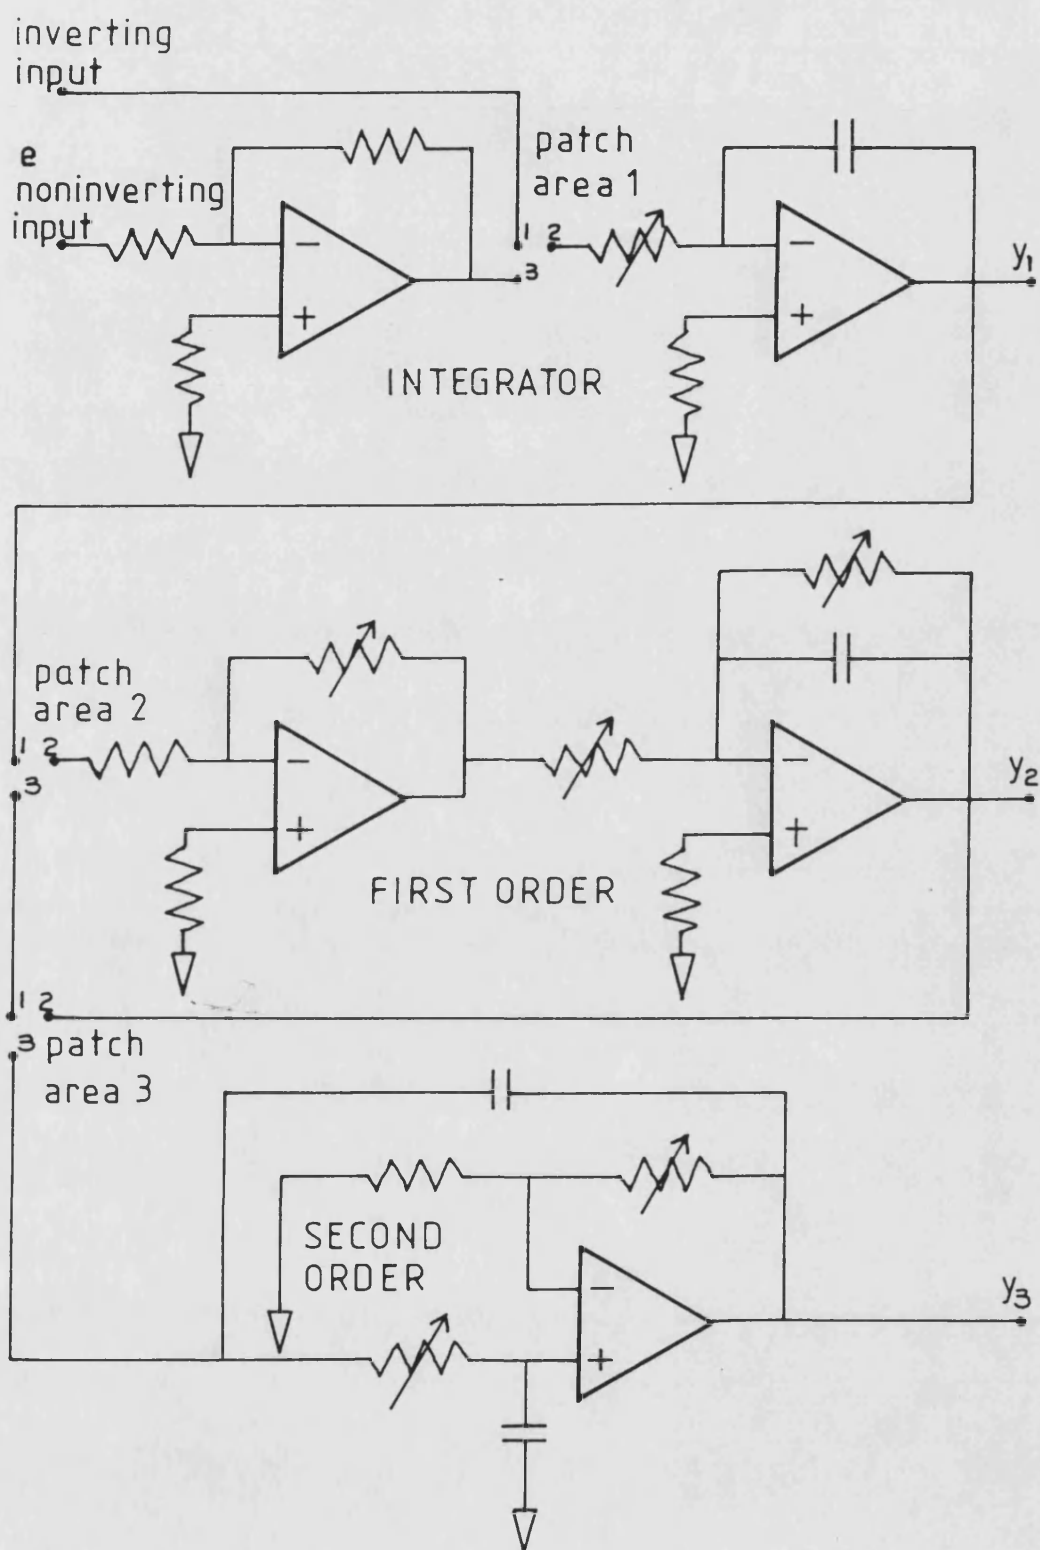 inverting
input
e
noninverting
input
patch
area 1
1 2
3
− 
+
−
+
y₁
INTEGRATOR
patch
area 2
1 2
3
−
+
−
+
y₂
FIRST ORDER
1 2
3
patch
area 3
SECOND
ORDER
−
+
y₃